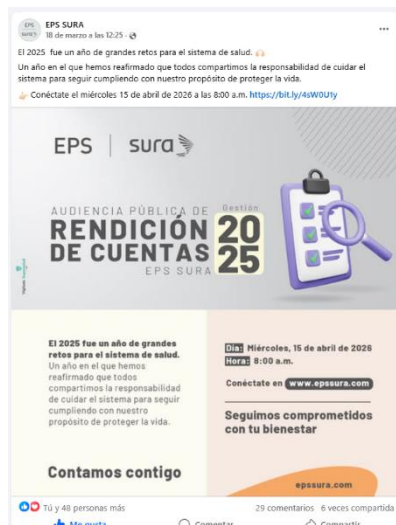 EPS SURA
18 de marzo a las 12:25
El 2025 fue un año de grandes retos para el sistema de salud.
Un año en el que hemos reafirmado que todos compartimos la responsabilidad de cuidar el
sistema para seguir cumpliendo con nuestro propósito de proteger la vida.
👉 Conéctate el miércoles 15 de abril de 2026 a las 8:00 a.m. https://bit.ly/4sW0U1y
EPS | sura
AUDIENCIA PÚBLICA DE
RENDICIÓN
DE CUENTAS
EPS SURA
Gestión
20
25
El 2025 fue un año de grandes
retos para el sistema de salud.
Un año en el que hemos
reafirmado que todos
compartimos la responsabilidad
de cuidar el sistema para seguir
cumpliendo con nuestro
propósito de proteger la vida.
Contamos contigo
Día: Miércoles, 15 de abril de 2026
Hora: 8:00 a.m.
Conéctate en www.epssura.com
Seguimos comprometidos
con tu bienestar
epssura.com
Tú y 48 personas más
29 comentarios 6 veces compartida
Me gusta
Comentar
Compartir